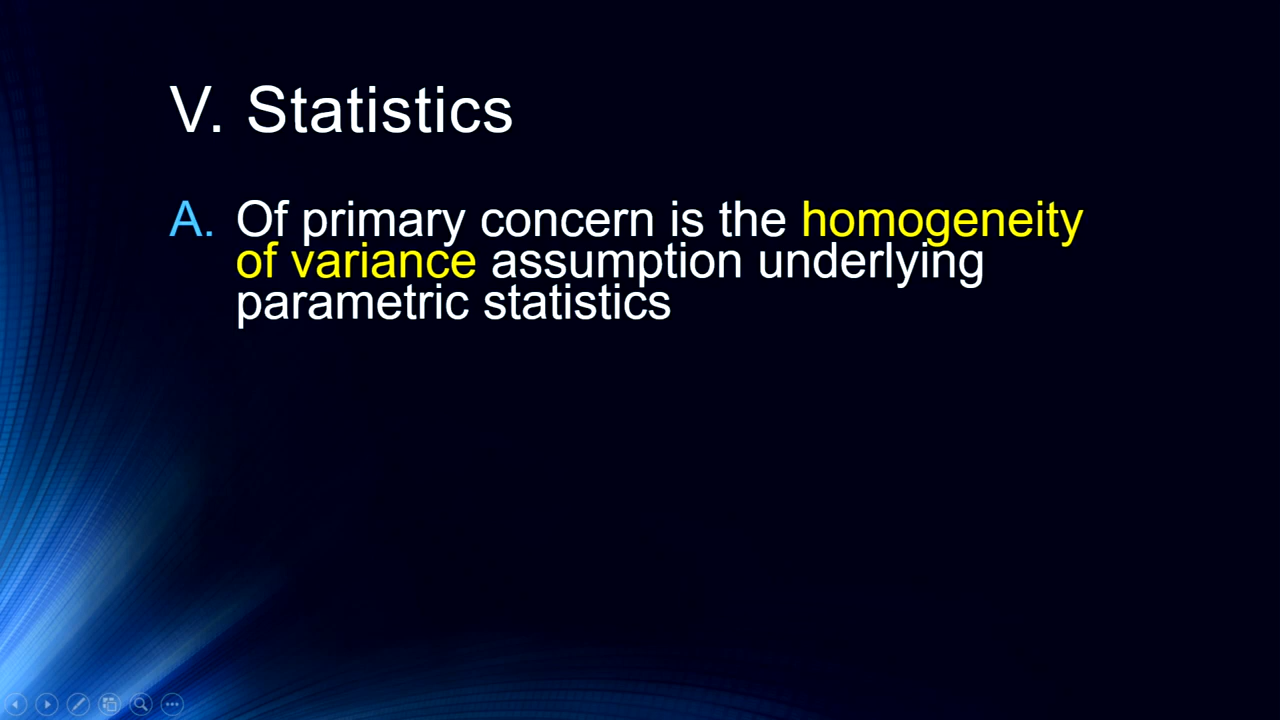 V. Statistics
A. Of primary concern is the homogeneity
of variance assumption underlying
parametric statistics